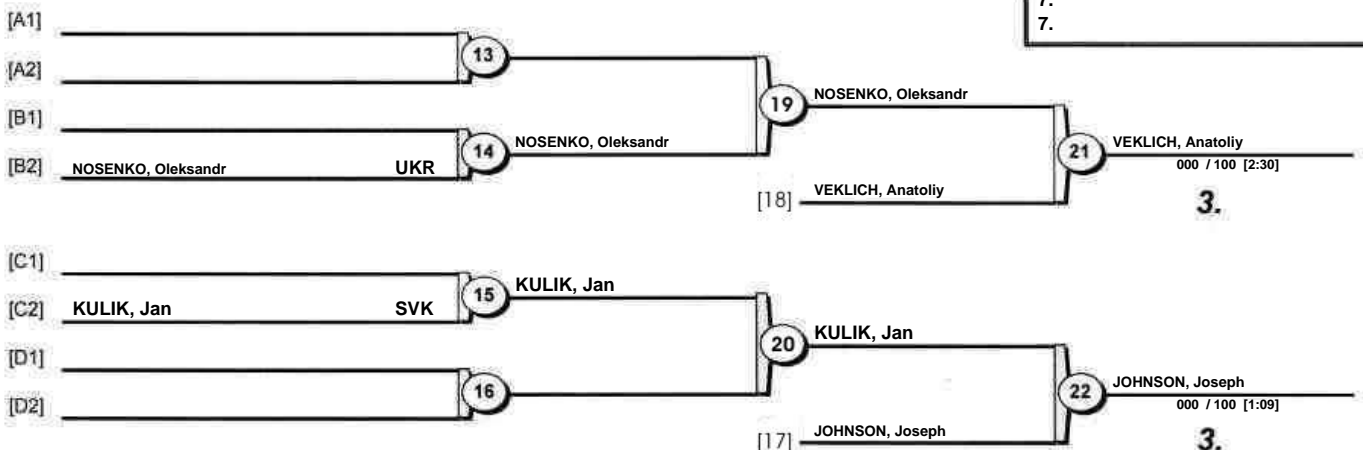 7.
7.
[A1]
13
[A2]
19 NOSENKO, Oleksandr
[B1]
14 NOSENKO, Oleksandr
21 VEKLICH, Anatoliy
000 / 100 [2:30]
[B2] NOSENKO, Oleksandr UKR
[18] VEKLICH, Anatoliy
3.
[C1]
15 KULIK, Jan
[C2] KULIK, Jan SVK
20 KULIK, Jan
[D1]
16
22 JOHNSON, Joseph
000 / 100 [1:09]
[D2]
[17] JOHNSON, Joseph
3.